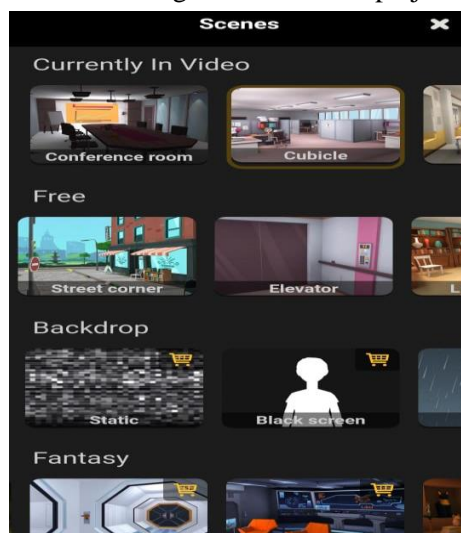 Scenes
Currently In Video
Conference room
Cubicle
Free
Street corner
Elevator
L
Backdrop
Static
Black screen
Fantasy